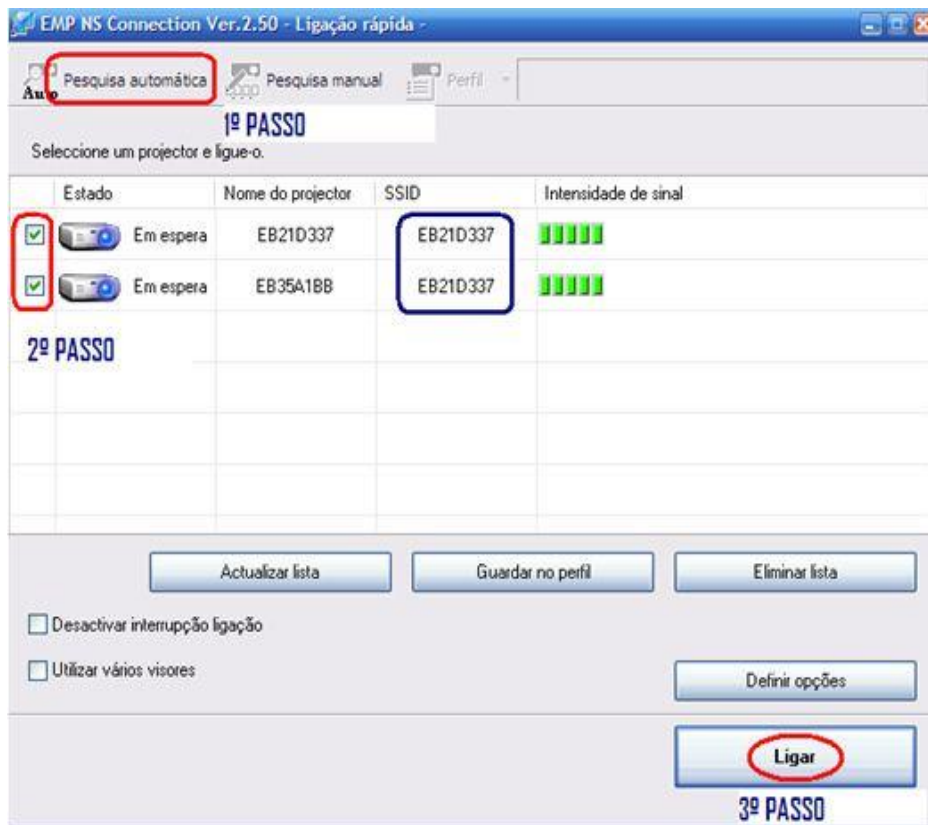 EMP NS Connection Ver.2.50 - Ligação rápida -
Auto Pesquisa automática Pesquisa manual Perfil
1º PASSO
Seleccione um projector e ligue-o.
Estado Nome do projector SSID Intensidade de sinal
Em espera EB21D337 EB21D337
Em espera EB35A1BB EB21D337
2º PASSO
Actualizar lista Guardar no perfil Eliminar lista
Desactivar interrupção ligação
Utilizar vários visores
Definir opções
Ligar
3º PASSO